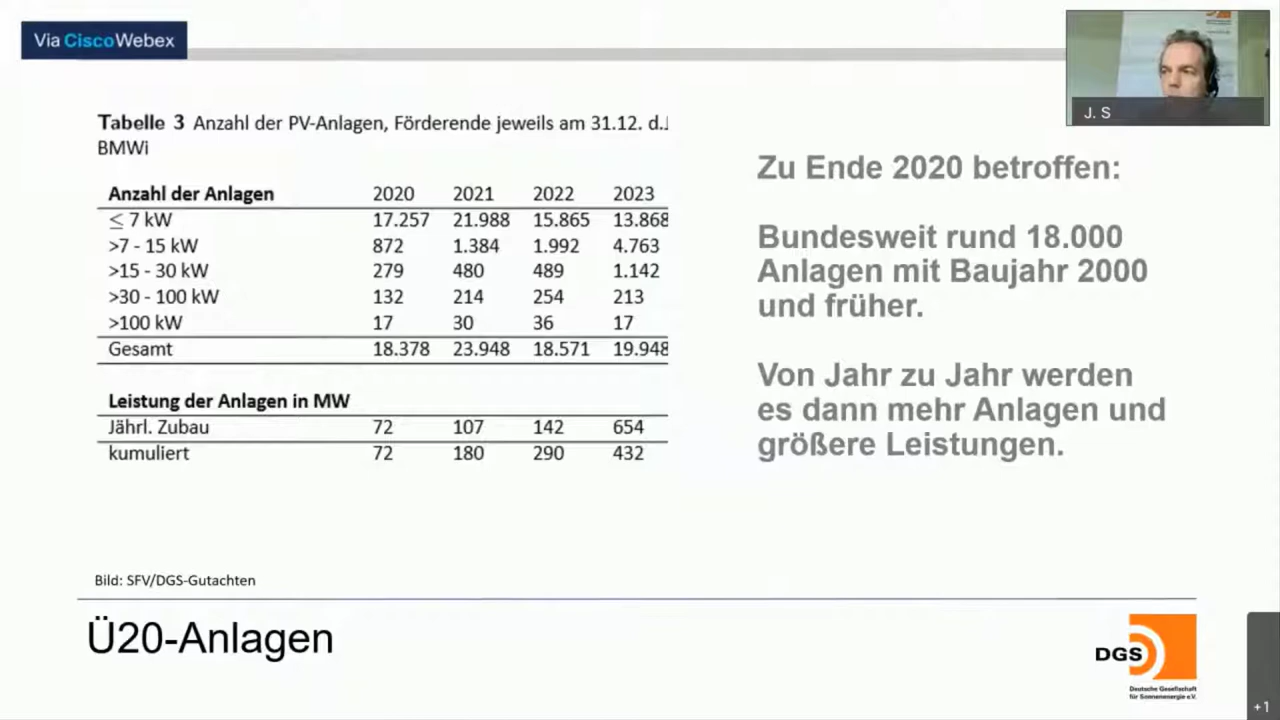 Via CiscoWebex
J. S
Tabelle 3 Anzahl der PV-Anlagen, Förderende jeweils am 31.12. d.J
BMWi
Anzahl der Anlagen 2020 2021 2022 2023
≤ 7 kW 17.257 21.988 15.865 13.868
>7 - 15 kW 872 1.384 1.992 4.763
>15 - 30 kW 279 480 489 1.142
>30 - 100 kW 132 214 254 213
>100 kW 17 30 36 17
Gesamt 18.378 23.948 18.571 19.948
Leistung der Anlagen in MW
Jährl. Zubau 72 107 142 654
kumuliert 72 180 290 432
Zu Ende 2020 betroffen:
Bundesweit rund 18.000
Anlagen mit Baujahr 2000
und früher.
Von Jahr zu Jahr werden
es dann mehr Anlagen und
größere Leistungen.
Bild: SFV/DGS-Gutachten
Ü20-Anlagen
DGS
Deutsche Gesellschaft
für Sonnenenergie e.V.
+1